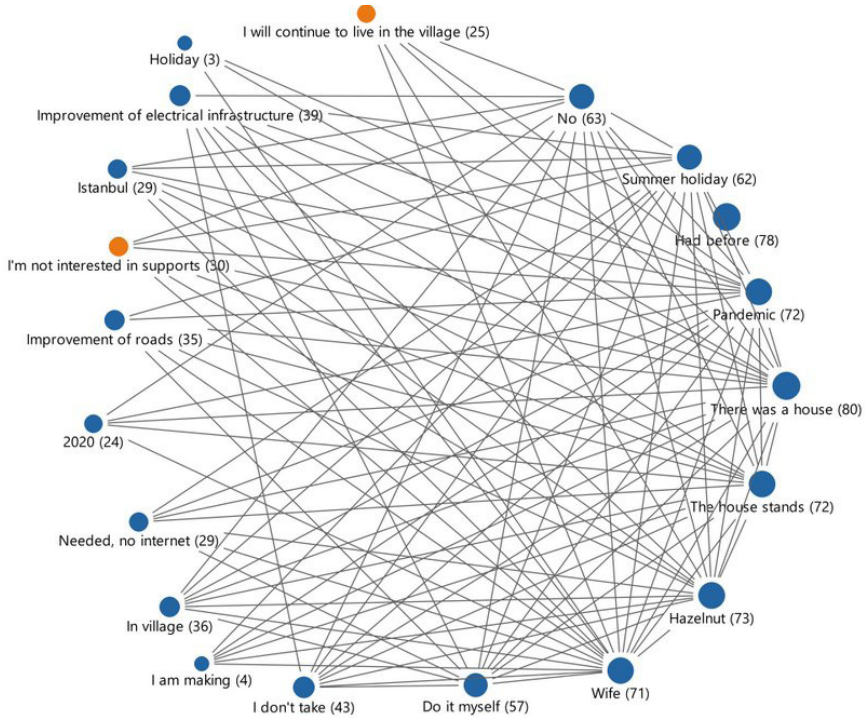 I will continue to live in the village (25)
Holiday (3)
Improvement of electrical infrastructure (39)
No (63)
Istanbul (29)
Summer holiday (62)
Had before (78)
I'm not interested in supports (30)
Pandemic (72)
Improvement of roads (35)
There was a house (80)
2020 (24)
The house stands (72)
Needed, no internet (29)
Hazelnut (73)
In village (36)
I am making (4)
Wife (71)
I don't take (43)
Do it myself (57)